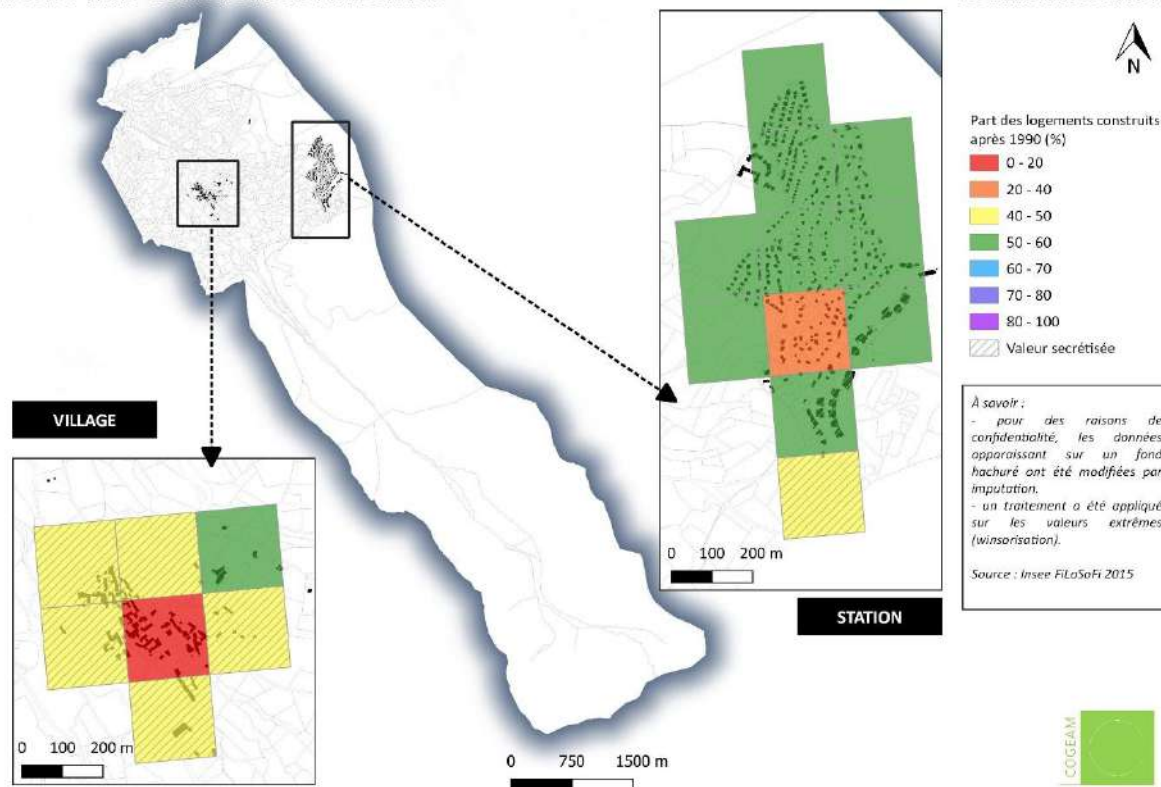 N
Part des logements construits
après 1990 (%)
0 - 20
20 - 40
40 - 50
50 - 60
60 - 70
70 - 80
80 - 100
Valeur secrétisée
À savoir :
- pour des raisons de
confidentialité, les données
apparaissant sur un fond
hachuré ont été modifiées par
imputation.
- un traitement a été appliqué
sur les valeurs extrêmes
(winsorisation).
Source : Insee FiLoSoFi 2015
VILLAGE
0 100 200 m
STATION
0 100 200 m
0 750 1500 m
COGEAM